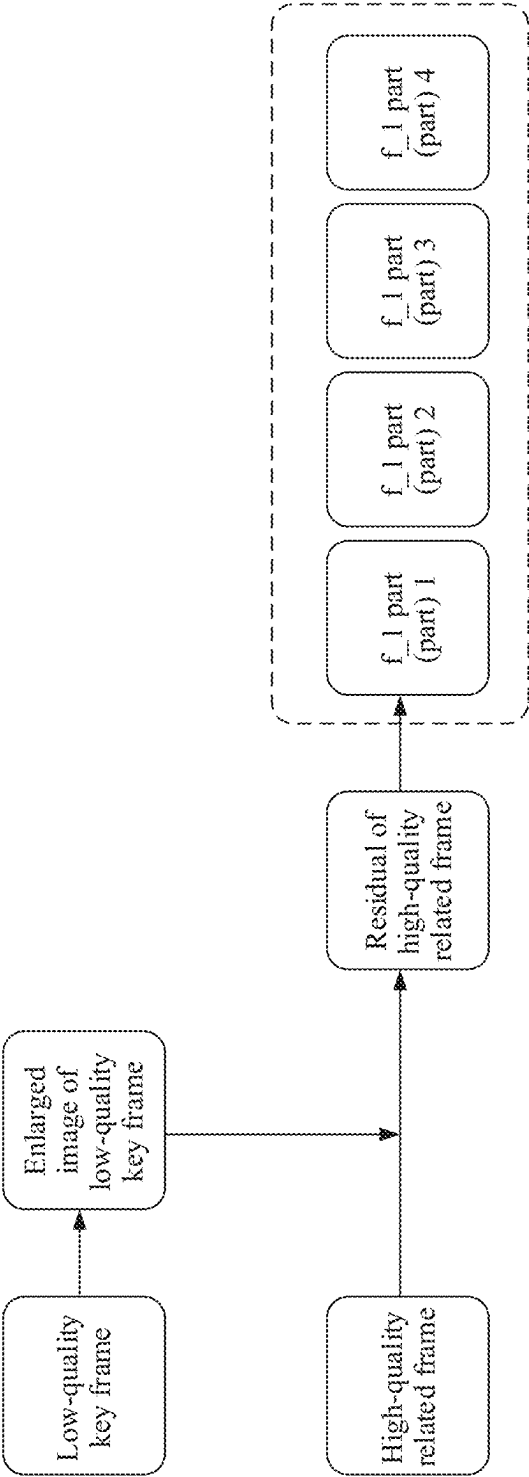 Low-quality
key frame
Enlarged
image of
low-quality
key frame
High-quality
related frame
Residual of
high-quality
related frame
f_1 part
(part) 1
f_1 part
(part) 2
f_1 part
(part) 3
f_1 part
(part) 4